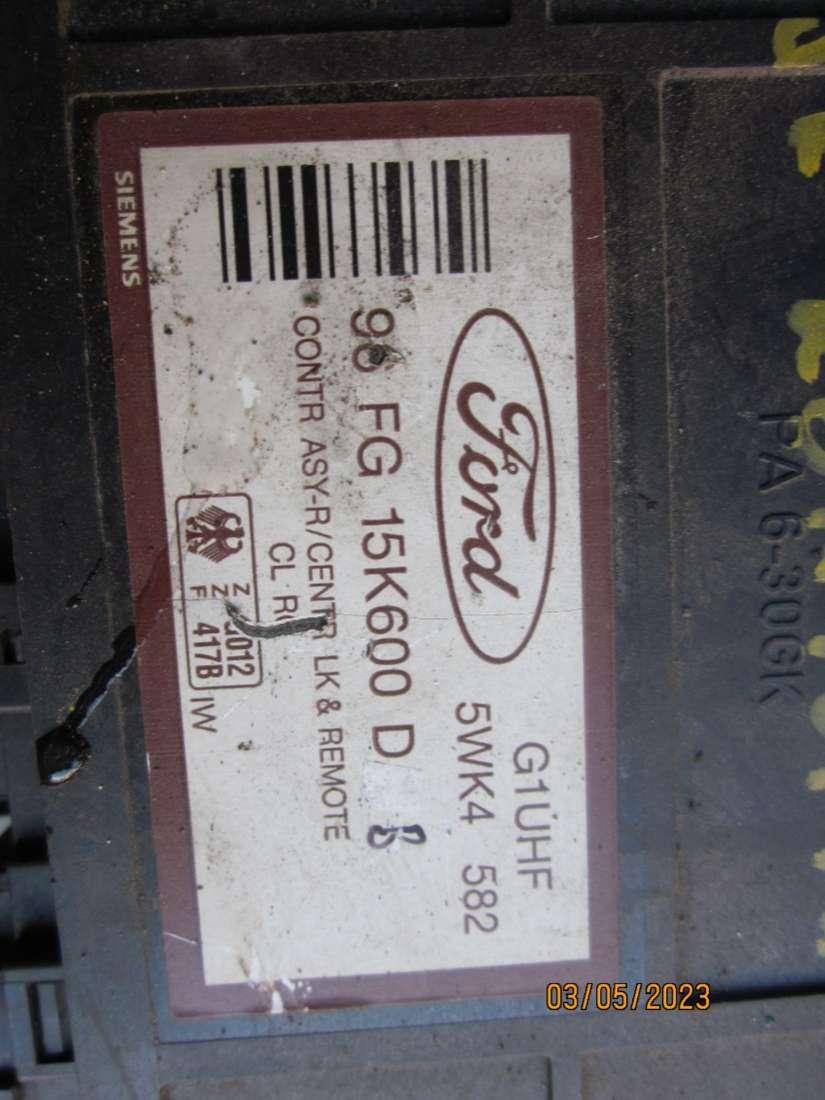 SIEMENS
Ford
G1UHF
5WK4 582
FG 15K600 D B
CONTR ASY-R/CENTR LK & REMOTE
CL
Z
Z
F 417B
IW
PA 6-30GK
03/05/2023